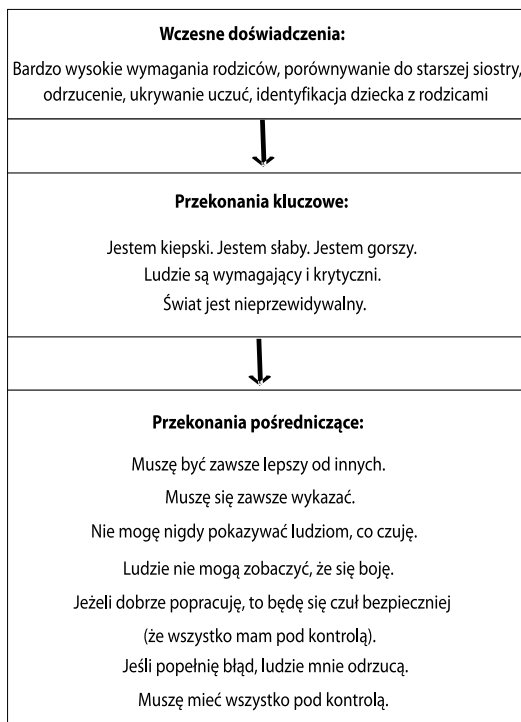 Wczesne doświadczenia:
Bardzo wysokie wymagania rodziców, porównywanie do starszej siostry,
odrzucenie, ukrywanie uczuć, identyfikacja dziecka z rodzicami
Przekonania kluczowe:
Jestem kiepski. Jestem słaby. Jestem gorszy.
Ludzie są wymagający i krytyczni.
Świat jest nieprzewidywalny.
Przekonania pośredniczące:
Muszę być zawsze lepszy od innych.
Muszę się zawsze wykazać.
Nie mogę nigdy pokazywać ludziom, co czuję.
Ludzie nie mogą zobaczyć, że się boję.
Jeżeli dobrze popracuję, to będę się czuł bezpieczniej
(że wszystko mam pod kontrolą).
Jeśli popełnię błąd, ludzie mnie odrzucą.
Muszę mieć wszystko pod kontrolą.